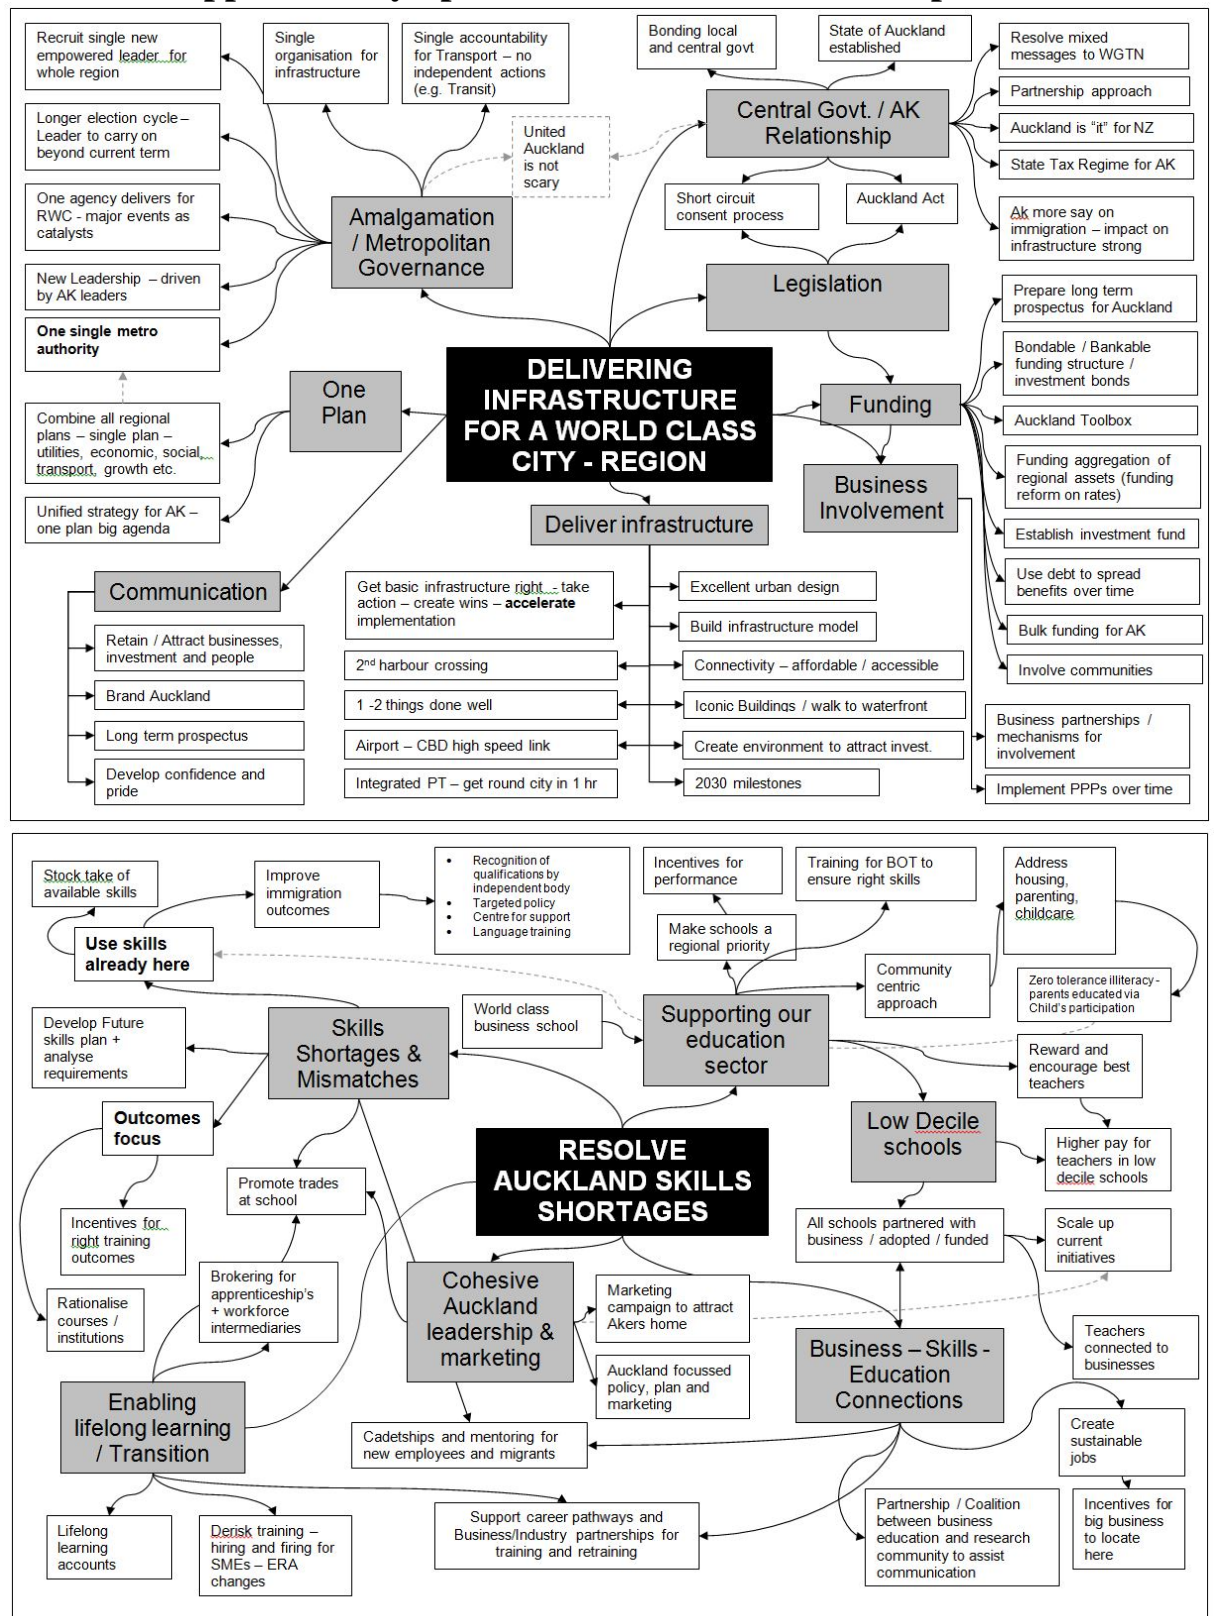 Recruit single new
empowered leader for
whole region
Single
organisation for
infrastructure
Single accountability
for Transport – no
independent actions
(e.g. Transit)
Bonding local
and central govt
State of Auckland
established
Resolve mixed
messages to WGTN
Partnership approach
Auckland is “it” for NZ
State Tax Regime for AK
Ak more say on
immigration – impact on
infrastructure strong
Central Govt. / AK
Relationship
Longer election cycle –
Leader to carry on
beyond current term
United
Auckland
is not
scary
One agency delivers for
RWC - major events as
catalysts
Amalgamation
/ Metropolitan
Governance
Short circuit
consent process
Auckland Act
New Leadership – driven
by AK leaders
Legislation
One single metro
authority
Prepare long term
prospectus for Auckland
Bondable / Bankable
funding structure /
investment bonds
Auckland Toolbox
Funding aggregation of
regional assets (funding
reform on rates)
Establish investment fund
Use debt to spread
benefits over time
Bulk funding for AK
Involve communities
DELIVERING
INFRASTRUCTURE
FOR A WORLD CLASS
CITY - REGION
One
Plan
Funding
Combine all regional
plans – single plan –
utilities, economic, social,
transport, growth etc.
Unified strategy for AK –
one plan big agenda
Business
Involvement
Deliver infrastructure
Communication
Retain / Attract businesses,
investment and people
Brand Auckland
Long term prospectus
Develop confidence and
pride
Get basic infrastructure right - take
action – create wins – accelerate
implementation
2nd harbour crossing
1 -2 things done well
Airport – CBD high speed link
Integrated PT – get round city in 1 hr
Excellent urban design
Build infrastructure model
Connectivity – affordable / accessible
Iconic Buildings / walk to waterfront
Create environment to attract invest.
2030 milestones
Business partnerships /
mechanisms for
involvement
Implement PPPs over time
Stock take of
available skills
Improve
immigration
outcomes
• Recognition of
qualifications by
independent body
• Targeted policy
• Centre for support
• Language training
Incentives for
performance
Training for BOT to
ensure right skills
Address
housing,
parenting,
childcare
Use skills
already here
Make schools a
regional priority
Community
centric
approach
Zero tolerance illiteracy -
parents educated via
Child’s participation
World class
business school
Supporting our
education
sector
Skills
Shortages &
Mismatches
Develop Future
skills plan +
analyse
requirements
Reward and
encourage best
teachers
Outcomes
focus
Low Decile
schools
Higher pay for
teachers in low
decile schools
RESOLVE
AUCKLAND SKILLS
SHORTAGES
Promote trades
at school
Incentives for
right training
outcomes
All schools partnered with
business / adopted / funded
Scale up
current
initiatives
Rationalise
courses /
institutions
Brokering for
apprenticeship’s
+ workforce
intermediaries
Cohesive
Auckland
leadership &
marketing
Marketing
campaign to attract
Akers home
Auckland focussed
policy, plan and
marketing
Business – Skills -
Education
Connections
Teachers
connected to
businesses
Enabling
lifelong learning
/ Transition
Cadetships and mentoring for
new employees and migrants
Create
sustainable
jobs
Lifelong
learning
accounts
Derisk training –
hiring and firing for
SMEs – ERA
changes
Support career pathways and
Business/Industry partnerships for
training and retraining
Partnership / Coalition
between business
education and research
community to assist
communication
Incentives for
big business
to locate
here